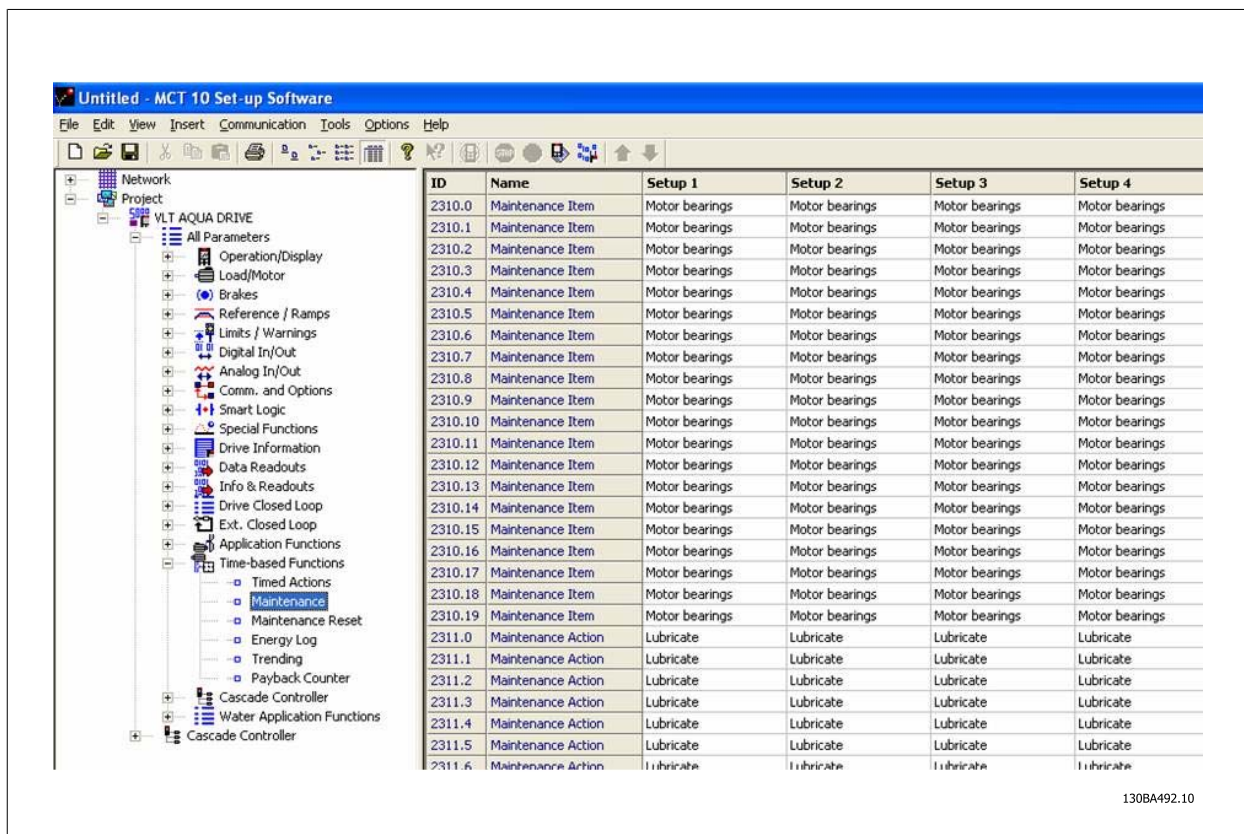 Untitled - MCT 10 Set-up Software
File Edit View Insert Communication Tools Options Help
Network
Project
VLT AQUA DRIVE
All Parameters
Operation/Display
Load/Motor
Brakes
Reference / Ramps
Limits / Warnings
Digital In/Out
Analog In/Out
Comm. and Options
Smart Logic
Special Functions
Drive Information
Data Readouts
Info & Readouts
Drive Closed Loop
Ext. Closed Loop
Application Functions
Time-based Functions
Timed Actions
Maintenance
Maintenance Reset
Energy Log
Trending
Payback Counter
Cascade Controller
Water Application Functions
Cascade Controller
ID Name Setup 1 Setup 2 Setup 3 Setup 4
2310.0 Maintenance Item Motor bearings Motor bearings Motor bearings Motor bearings
2310.1 Maintenance Item Motor bearings Motor bearings Motor bearings Motor bearings
2310.2 Maintenance Item Motor bearings Motor bearings Motor bearings Motor bearings
2310.3 Maintenance Item Motor bearings Motor bearings Motor bearings Motor bearings
2310.4 Maintenance Item Motor bearings Motor bearings Motor bearings Motor bearings
2310.5 Maintenance Item Motor bearings Motor bearings Motor bearings Motor bearings
2310.6 Maintenance Item Motor bearings Motor bearings Motor bearings Motor bearings
2310.7 Maintenance Item Motor bearings Motor bearings Motor bearings Motor bearings
2310.8 Maintenance Item Motor bearings Motor bearings Motor bearings Motor bearings
2310.9 Maintenance Item Motor bearings Motor bearings Motor bearings Motor bearings
2310.10 Maintenance Item Motor bearings Motor bearings Motor bearings Motor bearings
2310.11 Maintenance Item Motor bearings Motor bearings Motor bearings Motor bearings
2310.12 Maintenance Item Motor bearings Motor bearings Motor bearings Motor bearings
2310.13 Maintenance Item Motor bearings Motor bearings Motor bearings Motor bearings
2310.14 Maintenance Item Motor bearings Motor bearings Motor bearings Motor bearings
2310.15 Maintenance Item Motor bearings Motor bearings Motor bearings Motor bearings
2310.16 Maintenance Item Motor bearings Motor bearings Motor bearings Motor bearings
2310.17 Maintenance Item Motor bearings Motor bearings Motor bearings Motor bearings
2310.18 Maintenance Item Motor bearings Motor bearings Motor bearings Motor bearings
2310.19 Maintenance Item Motor bearings Motor bearings Motor bearings Motor bearings
2311.0 Maintenance Action Lubricate Lubricate Lubricate Lubricate
2311.1 Maintenance Action Lubricate Lubricate Lubricate Lubricate
2311.2 Maintenance Action Lubricate Lubricate Lubricate Lubricate
2311.3 Maintenance Action Lubricate Lubricate Lubricate Lubricate
2311.4 Maintenance Action Lubricate Lubricate Lubricate Lubricate
2311.5 Maintenance Action Lubricate Lubricate Lubricate Lubricate
2311.6 Maintenance Action Lubricate Lubricate Lubricate Lubricate
130BA492.10